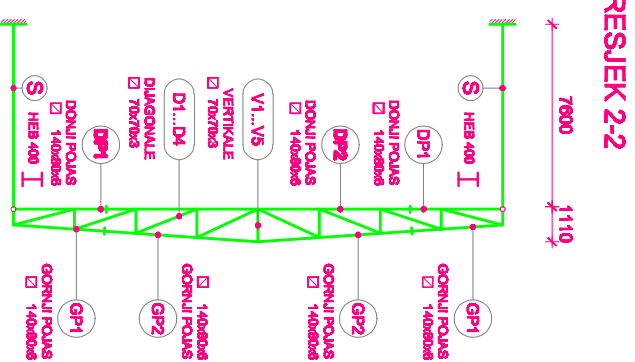 RESJEK 2-2
7600
1110
S
HEB 400
DP1
DONJI POJAS
140x80x6
DP2
DONJI POJAS
140x80x6
V1...V5
VERTIKALE
70x70x3
D1...D4
DIJAGONALE
70x70x3
DP1
DONJI POJAS
140x80x6
S
HEB 400
GORNJI POJAS
140x80x6
GP1
GORNJI POJAS
140x80x6
GP2
GORNJI POJAS
140x80x6
GP2
GORNJI POJAS
140x80x6
GP1